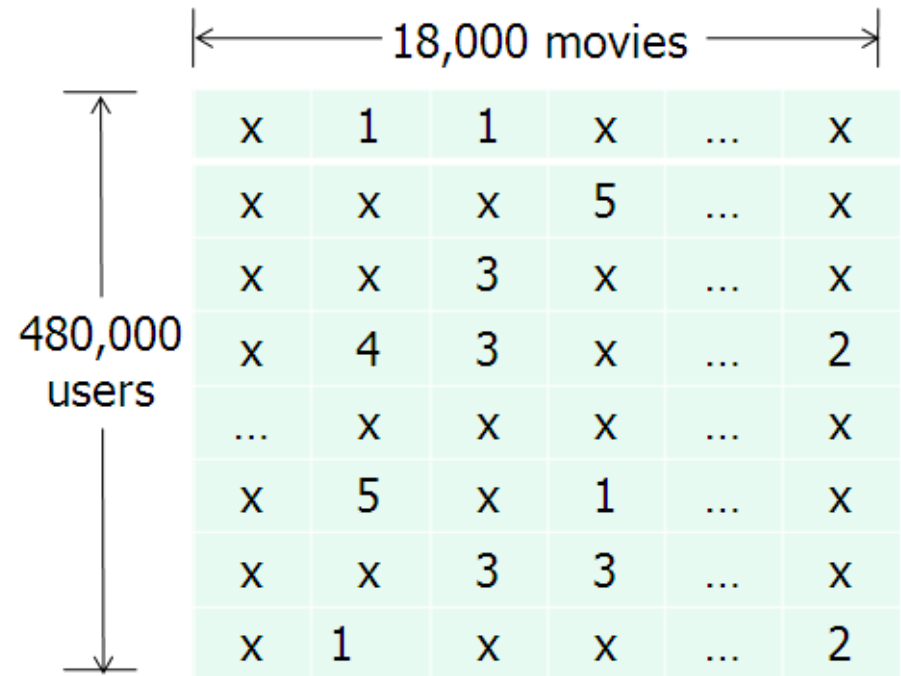 18,000 movies
x 1 1 x ... x
x x x 5 ... x
x x 3 x ... x
480,000
users
x 4 3 x ... 2
... x x x ... x
x 5 x 1 ... x
x x 3 3 ... x
x 1 x x ... 2